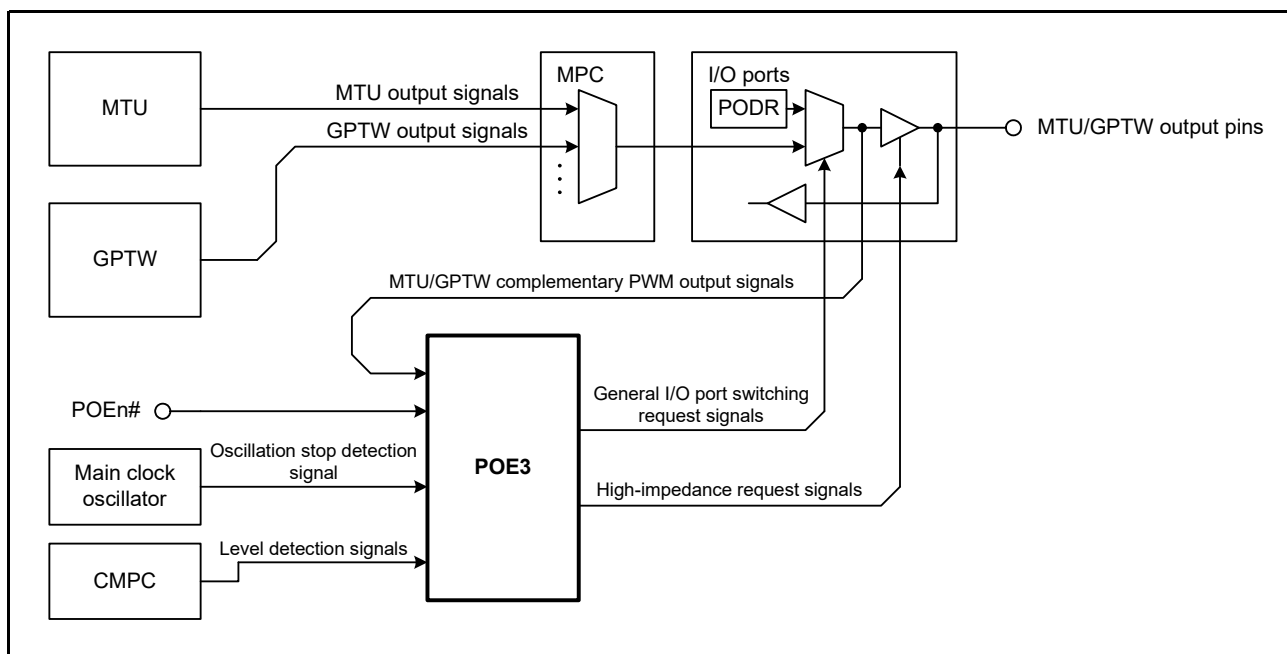 MTU
MPC
I/O ports
PODR
MTU output signals
GPTW output signals
MTU/GPTW output pins
GPTW
MTU/GPTW complementary PWM output signals
POEn#
General I/O port switching
request signals
Oscillation stop detection
signal
Main clock
oscillator
POE3
High-impedance request signals
Level detection signals
CMPC